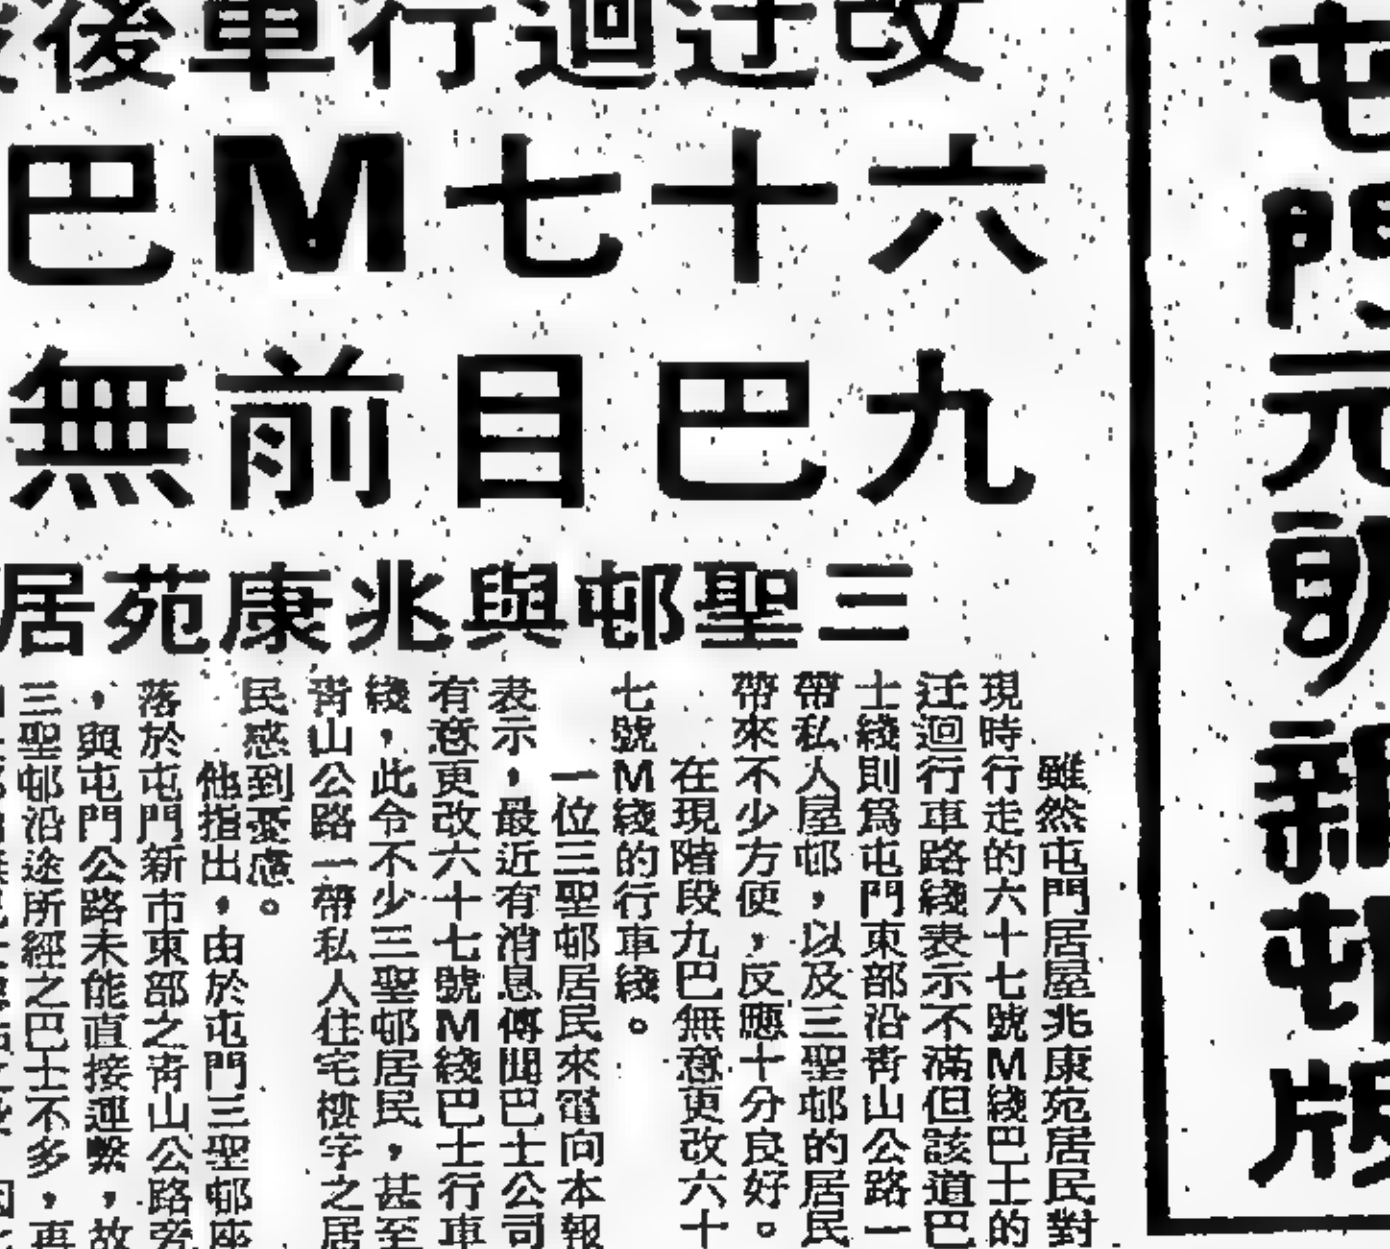 屯門元朗新邨版
改迂迴行車後
六十七M巴
九巴目前無
三聖邨與兆康苑居
雖然屯門居屋兆康苑居民對
現時行走的六十七號M綫巴士的
迂迴行車路綫表示不滿但該道巴
士綫則爲屯門東部沿青山公路一
帶私人屋邨，以及三聖邨的居民
帶來不少方便，反應十分良好。
在現階段九巴無意更改六十
七號M綫的行車綫。
一位三聖邨居民來電向本報
表示，最近有消息傳聞巴士公司
有意更改六十七號M綫巴士行車
綫，此令不少三聖邨居民，甚至
青山公路一帶私人住宅樓宇之居
民感到憂慮。
他指出，由於屯門三聖邨座
落於屯門新市東部之青山公路旁
，與屯門公路未能直接連繫，故
三聖邨沿途所經之巴士不多，再